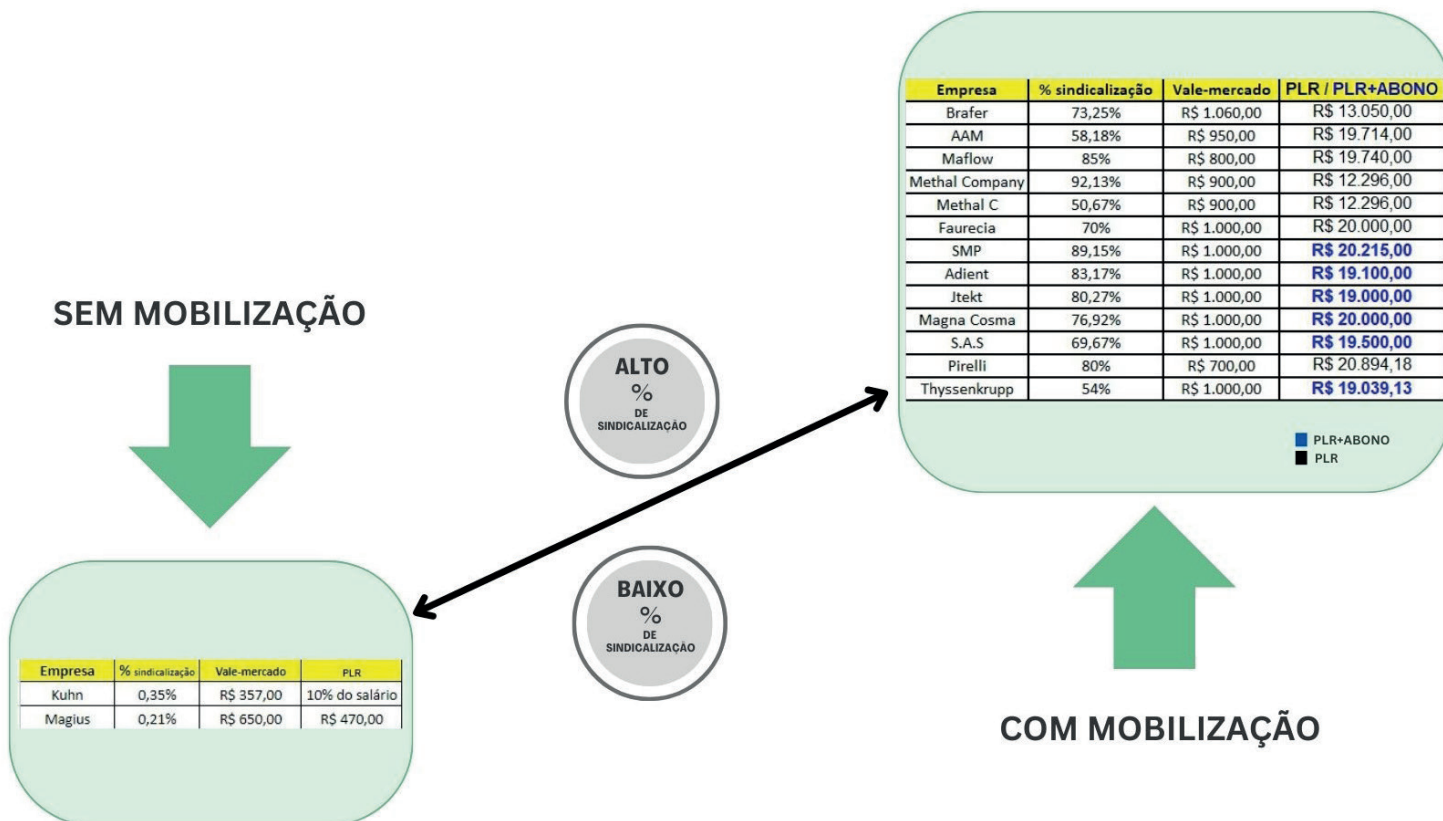 Empresa % sindicalização Vale-mercado PLR / PLR+ABONO
Brafer 73,25% R$ 1.060,00 R$ 13.050,00
AAM 58,18% R$ 950,00 R$ 19.714,00
Maflow 85% R$ 800,00 R$ 19.740,00
Methal Company 92,13% R$ 900,00 R$ 12.296,00
Methal C 50,67% R$ 900,00 R$ 12.296,00
Faurecia 70% R$ 1.000,00 R$ 20.000,00
SMP 89,15% R$ 1.000,00 R$ 20.215,00
Adient 83,17% R$ 1.000,00 R$ 19.100,00
Jtekt 80,27% R$ 1.000,00 R$ 19.000,00
Magna Cosma 76,92% R$ 1.000,00 R$ 20.000,00
S.A.S 69,67% R$ 1.000,00 R$ 19.500,00
Pirelli 80% R$ 700,00 R$ 20.894,18
Thyssenkrupp 54% R$ 1.000,00 R$ 19.039,13
PLR+ABONO
PLR
SEM MOBILIZAÇÃO
ALTO
%
DE
SINDICALIZAÇÃO
BAIXO
%
DE
SINDICALIZAÇÃO
Empresa % sindicalização Vale-mercado PLR
Kuhn 0,35% R$ 357,00 10% do salário
Magius 0,21% R$ 650,00 R$ 470,00
COM MOBILIZAÇÃO